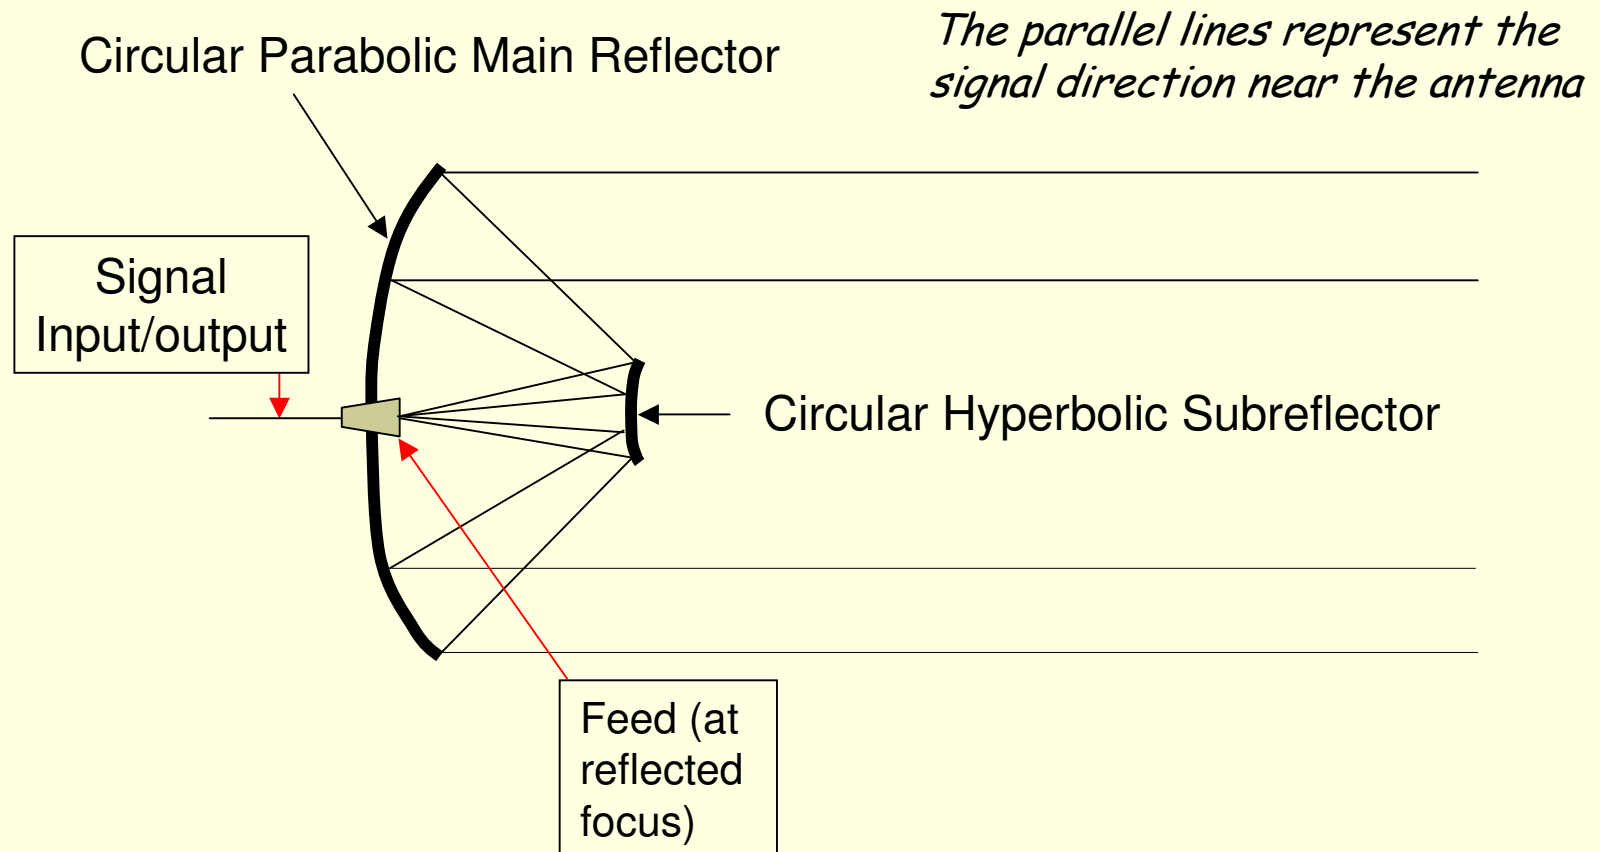 Circular Parabolic Main Reflector
The parallel lines represent the
signal direction near the antenna
Signal
Input/output
Circular Hyperbolic Subreflector
Feed (at
reflected
focus)